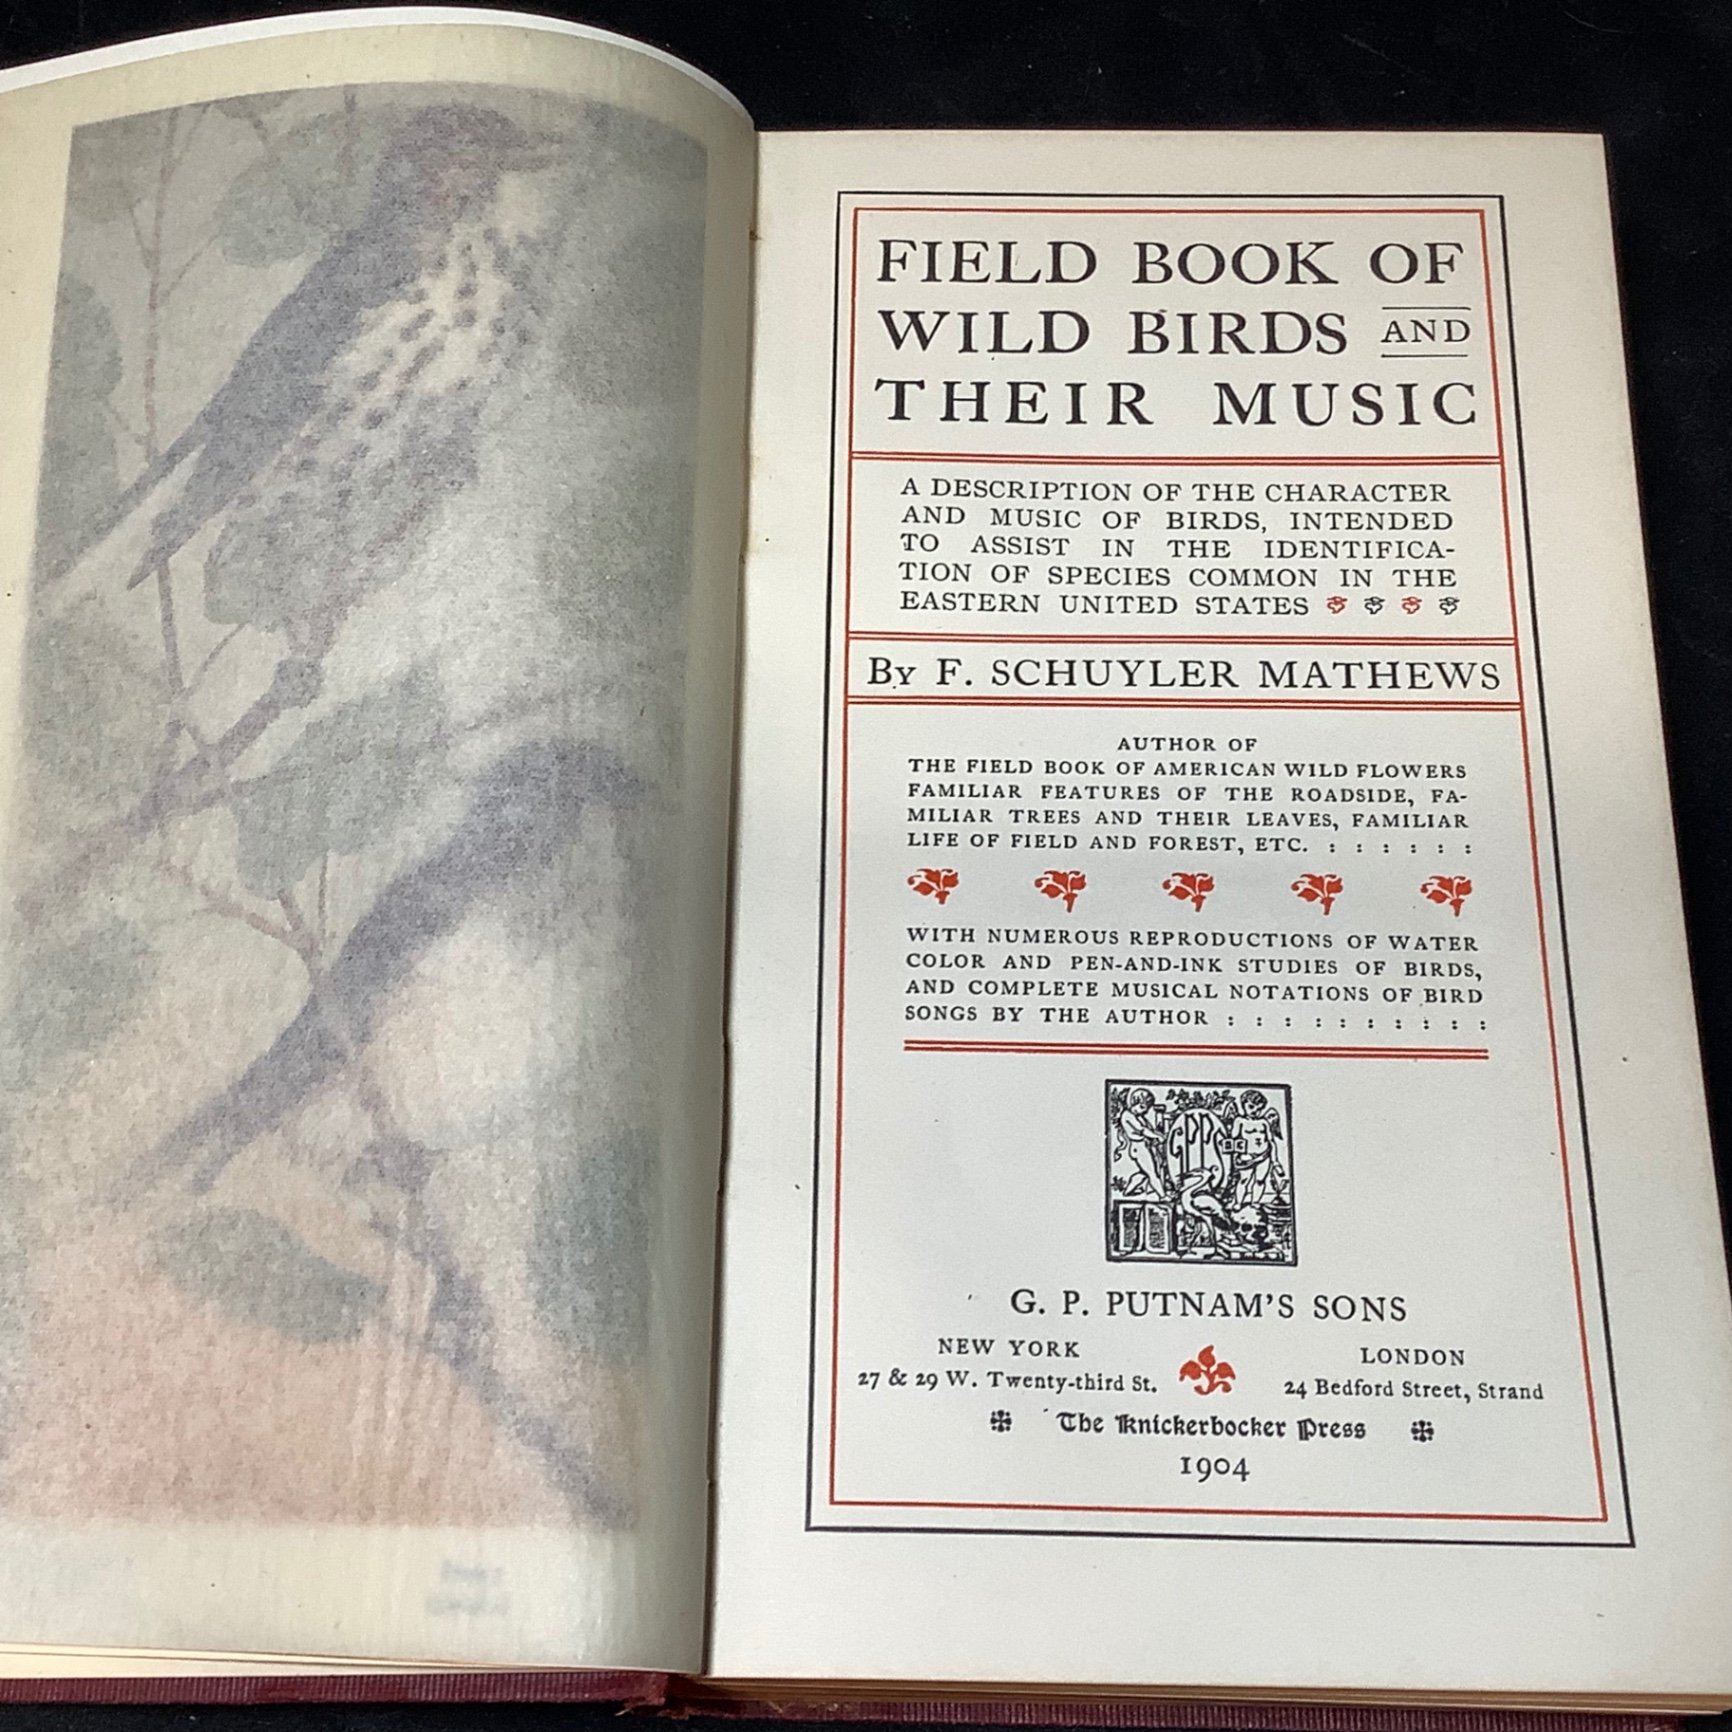 FIELD BOOK OF
WILD BIRDS AND
THEIR MUSIC
A DESCRIPTION OF THE CHARACTER
AND MUSIC OF BIRDS, INTENDED
TO ASSIST IN THE IDENTIFICA-
TION OF SPECIES COMMON IN THE
EASTERN UNITED STATES
By F. SCHUYLER MATHEWS
AUTHOR OF
THE FIELD BOOK OF AMERICAN WILD FLOWERS
FAMILIAR FEATURES OF THE ROADSIDE, FA-
MILIAR TREES AND THEIR LEAVES, FAMILIAR
LIFE OF FIELD AND FOREST, ETC. : : : : : :
WITH NUMEROUS REPRODUCTIONS OF WATER
COLOR AND PEN-AND-INK STUDIES OF BIRDS,
AND COMPLETE MUSICAL NOTATIONS OF BIRD
SONGS BY THE AUTHOR : : : : : : : : : :
G. P. PUTNAM'S SONS
NEW YORK
27 & 29 W. Twenty-third St.
LONDON
24 Bedford Street, Strand
The Knickerbocker Press
1904